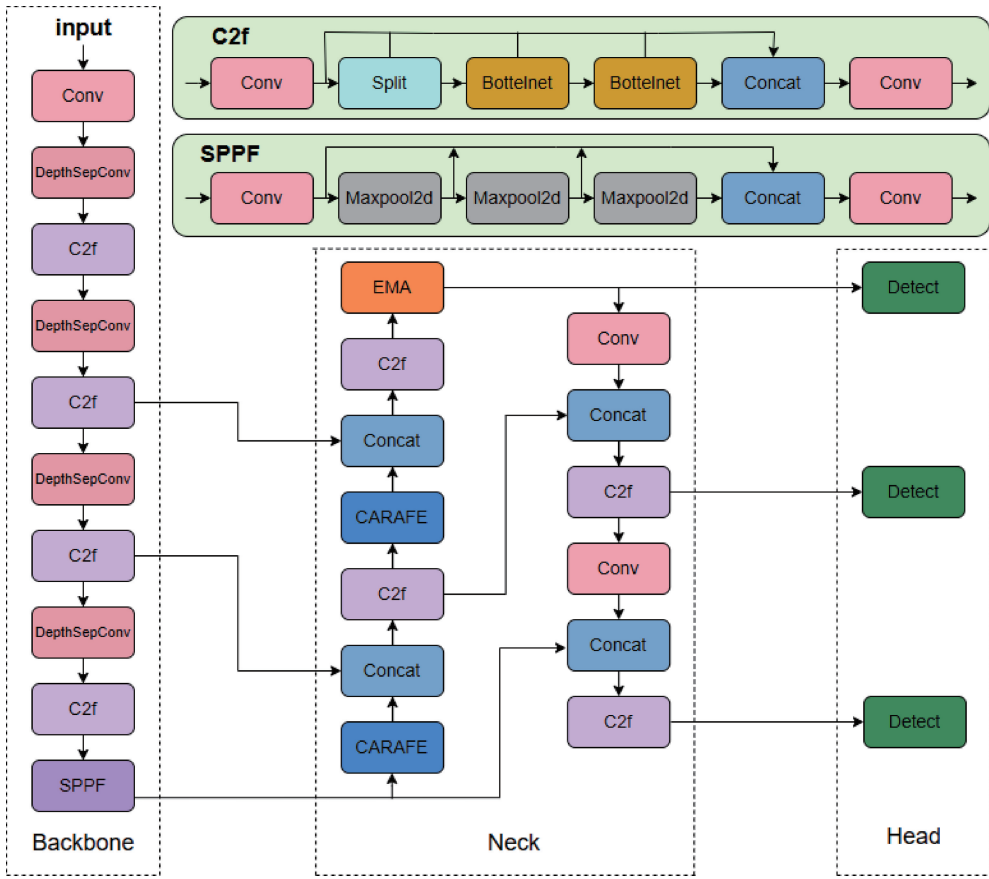 input
Conv
DepthSepConv
C2f
DepthSepConv
C2f
DepthSepConv
C2f
DepthSepConv
C2f
SPPF
Backbone
C2f
Conv
Split
Bottelnet
Bottelnet
Concat
Conv
SPPF
Conv
Maxpool2d
Maxpool2d
Maxpool2d
Concat
Conv
EMA
C2f
Concat
CARAFE
C2f
Concat
CARAFE
Conv
Concat
C2f
Conv
Concat
C2f
Neck
Detect
Detect
Detect
Head